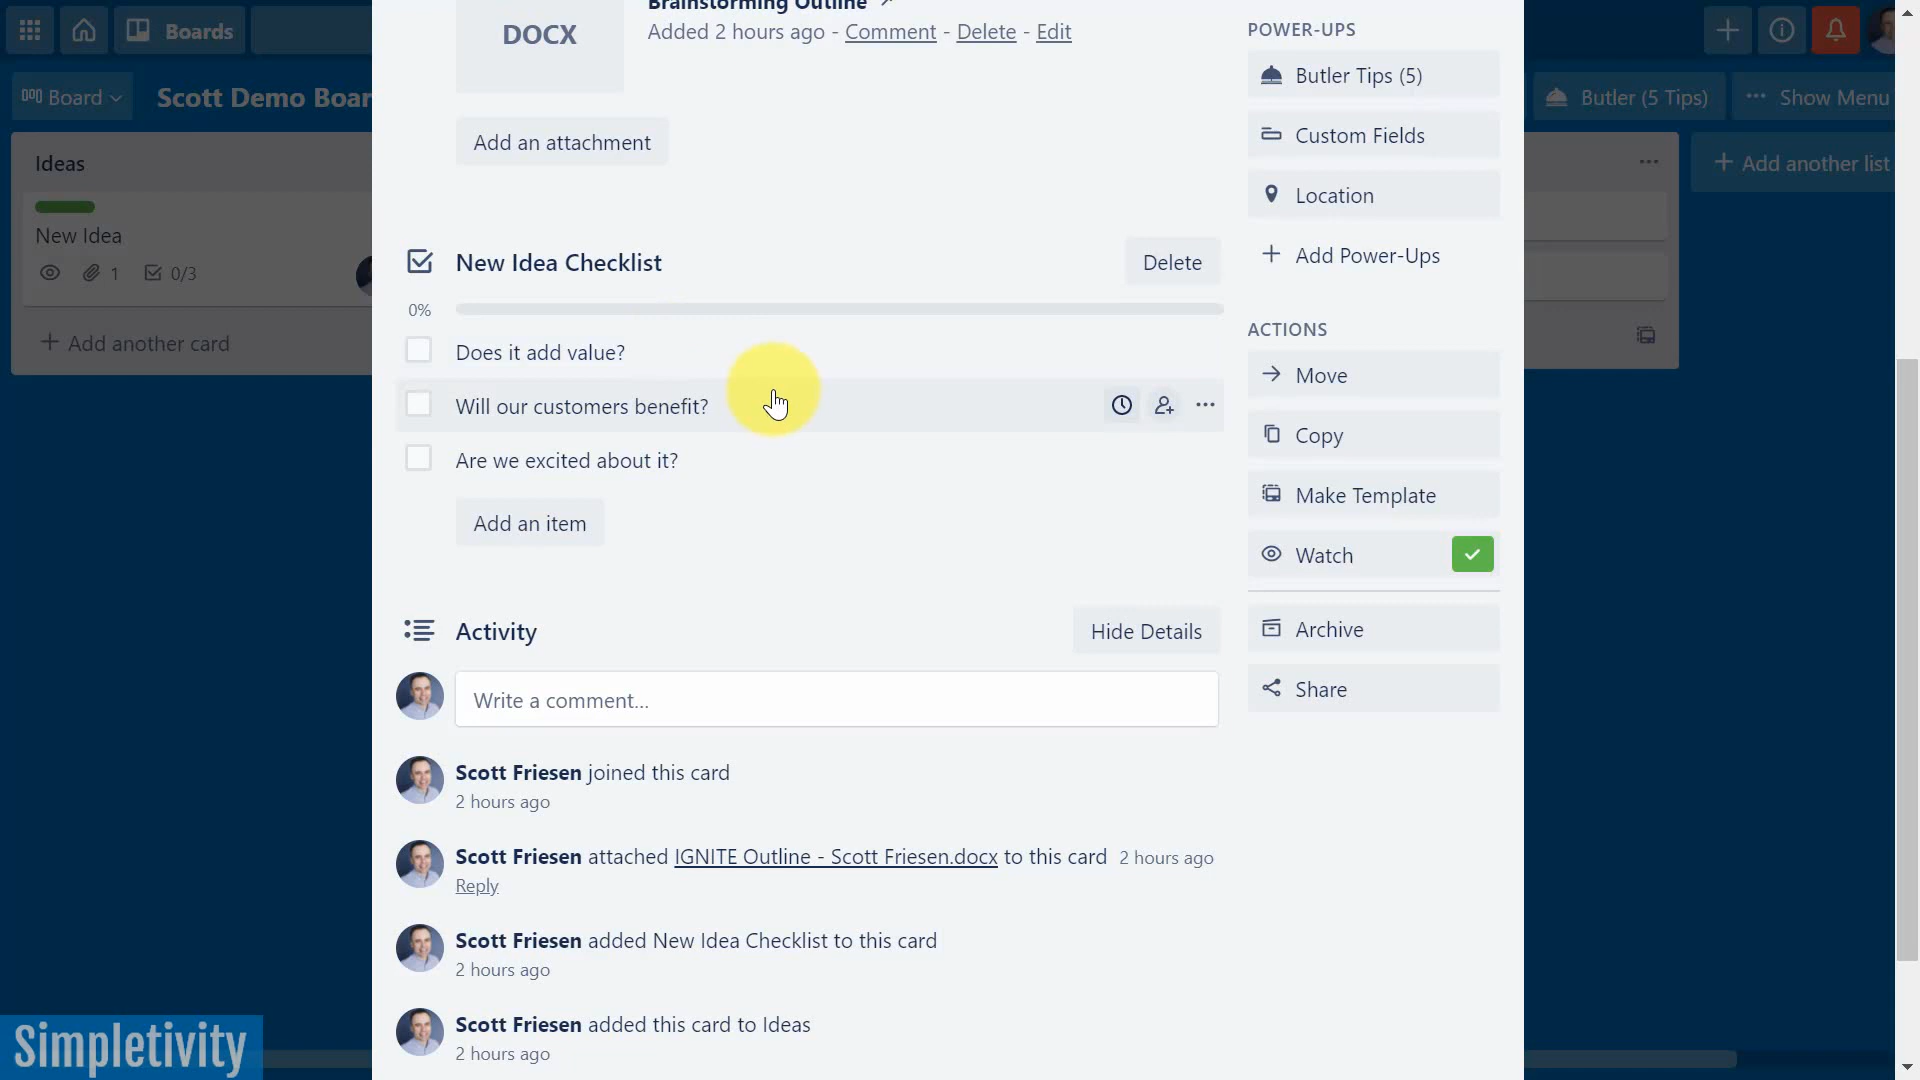 Boards
Board
Scott Demo Boar
Butler (5 Tips)
Show Menu
Ideas
New Idea
1
0/3
Add another card
Add another list
DOCX
Brainstorming Outline
Added 2 hours ago - Comment - Delete - Edit
Add an attachment
New Idea Checklist
Delete
0%
Does it add value?
Will our customers benefit?
Are we excited about it?
Add an item
Activity
Hide Details
Write a comment...
Scott Friesen joined this card
2 hours ago
Scott Friesen attached IGNITE Outline - Scott Friesen.docx to this card 2 hours ago
Reply
Scott Friesen added New Idea Checklist to this card
2 hours ago
Scott Friesen added this card to Ideas
2 hours ago
POWER-UPS
Butler Tips (5)
Custom Fields
Location
Add Power-Ups
ACTIONS
Move
Copy
Make Template
Watch
Archive
Share
Simpletivity